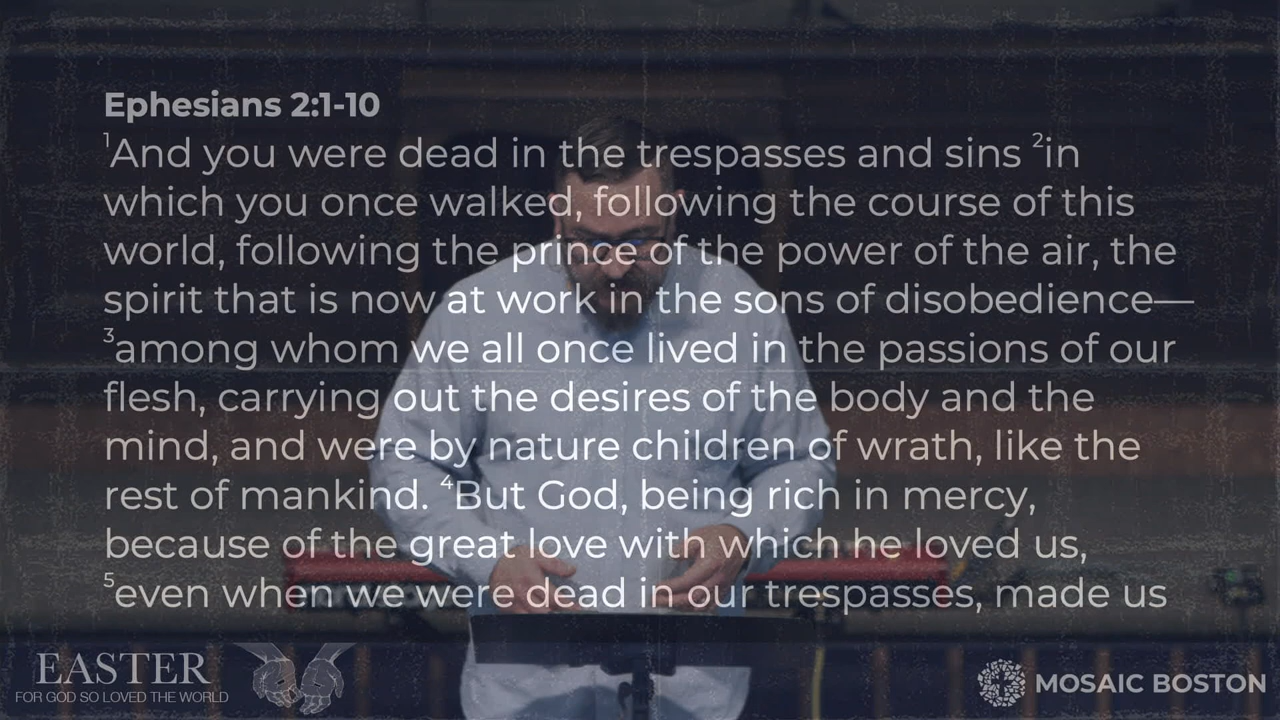 Ephesians 2:1-10
¹And you were dead in the trespasses and sins ²in
which you once walked, following the course of this
world, following the prince of the power of the air, the
spirit that is now at work in the sons of disobedience—
³among whom we all once lived in the passions of our
flesh, carrying out the desires of the body and the
mind, and were by nature children of wrath, like the
rest of mankind. ⁴But God, being rich in mercy,
because of the great love with which he loved us,
⁵even when we were dead in our trespasses, made us
EASTER
FOR GOD SO LOVED THE WORLD
MOSAIC BOSTON